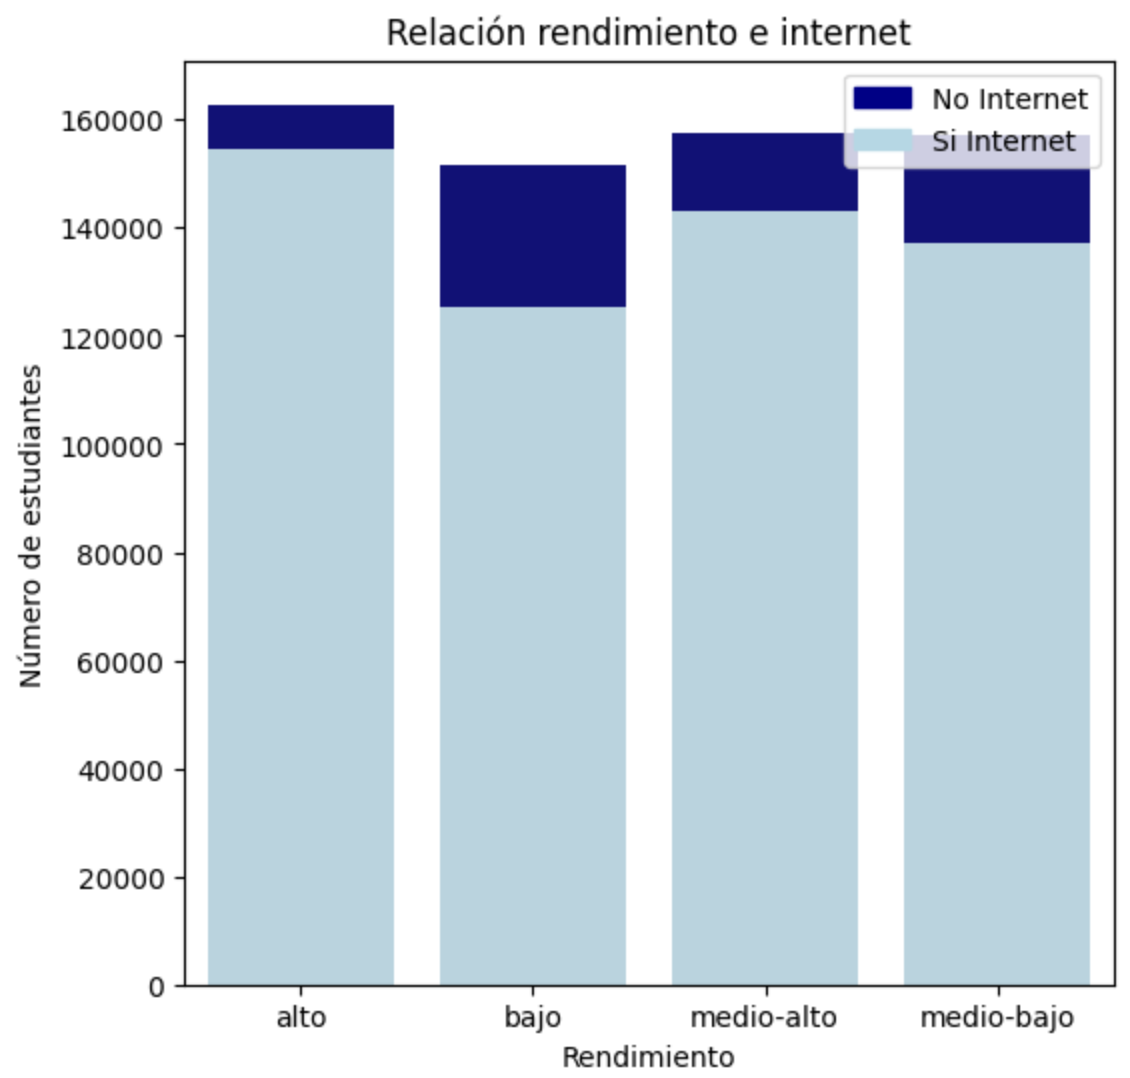 Relación rendimiento e internet
No Internet
Si Internet
160000
140000
120000
100000
80000
60000
40000
20000
0
Número de estudiantes
alto
bajo
medio-alto
medio-bajo
Rendimiento